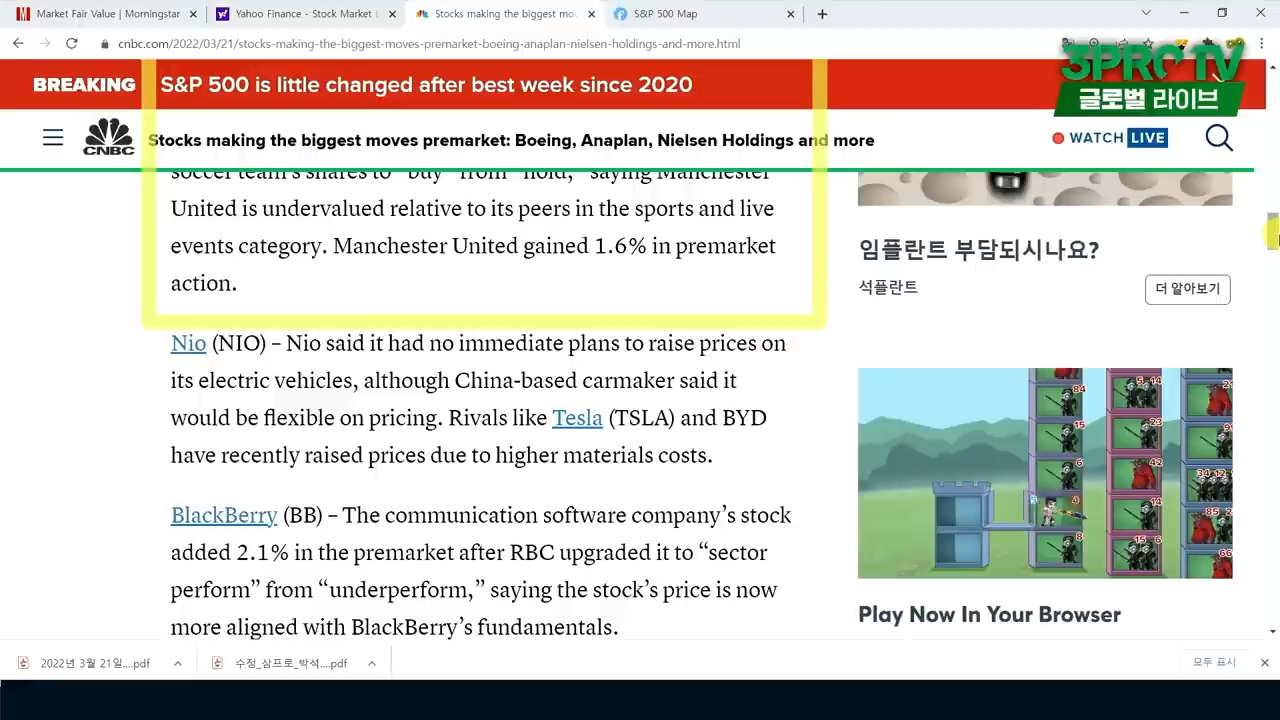 Market Fair Value | Morningstar
Yahoo Finance - Stock Market
Stocks making the biggest mo
S&P 500 Map
cnbc.com/2022/03/21/stocks-making-the-biggest-moves-premarket-boeing-anaplan-nielsen-holdings-and-more.html
3PRO TV
글로벌 라이브
BREAKING
S&P 500 is little changed after best week since 2020
CNBC
Stocks making the biggest moves premarket: Boeing, Anaplan, Nielsen Holdings and more
WATCH LIVE
soccer team's shares to "buy" from "hold," saying Manchester
United is undervalued relative to its peers in the sports and live
events category. Manchester United gained 1.6% in premarket
action.
Nio (NIO) – Nio said it had no immediate plans to raise prices on
its electric vehicles, although China-based carmaker said it
would be flexible on pricing. Rivals like Tesla (TSLA) and BYD
have recently raised prices due to higher materials costs.
BlackBerry (BB) – The communication software company's stock
added 2.1% in the premarket after RBC upgraded it to "sector
perform" from "underperform," saying the stock's price is now
more aligned with BlackBerry's fundamentals.
임플란트 부담되시나요?
석플란트
더 알아보기
Play Now In Your Browser
2022년 3월 21일....pdf
수정_삼프로_박석....pdf
모두 표시